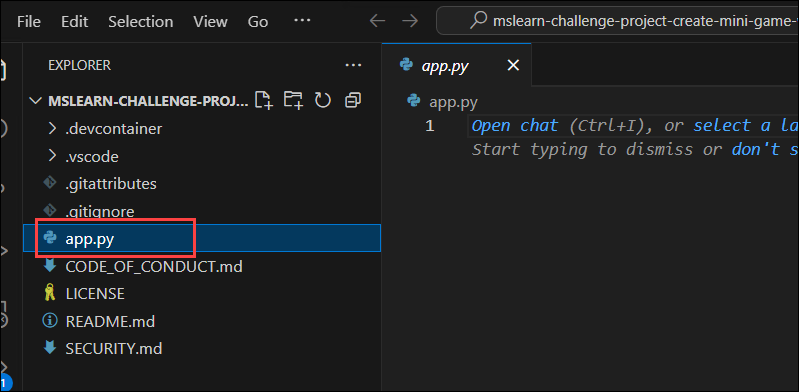 File Edit Selection View Go ...
mslearn-challenge-project-create-mini-game-
EXPLORER ...
MSLEARN-CHALLENGE-PROJ...
.devcontainer
.vscode
.gitattributes
.gitignore
app.py
CODE_OF_CONDUCT.md
LICENSE
README.md
SECURITY.md
1
app.py
app.py
1 Open chat (Ctrl+I), or select a la
Start typing to dismiss or don't s